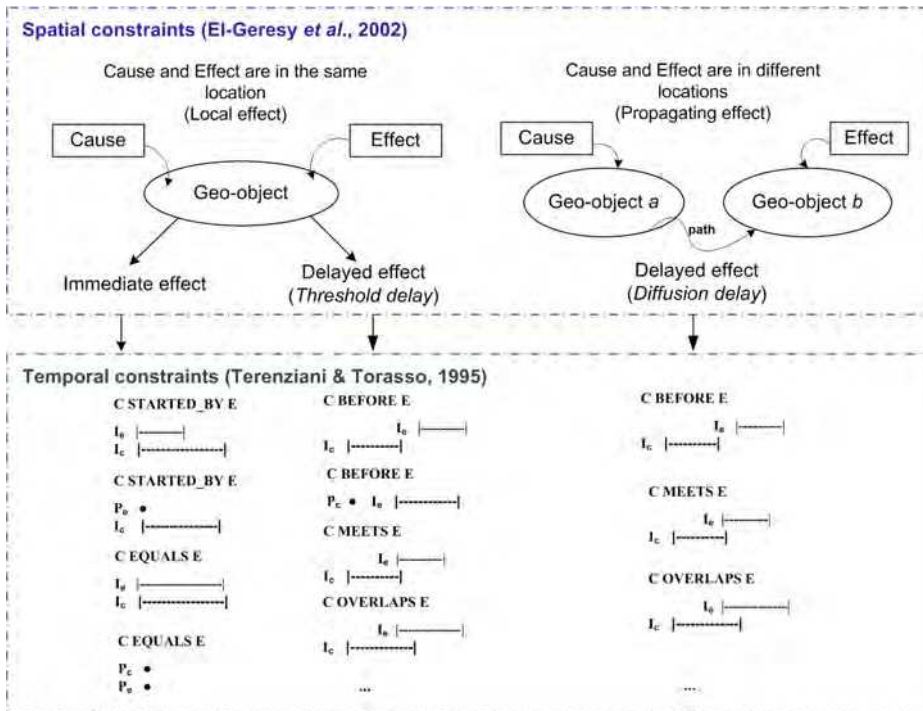 Spatial constraints (El-Geresy et al., 2002)
Cause and Effect are in the same
location
(Local effect)
Cause
Effect
Geo-object
Immediate effect
Delayed effect
(Threshold delay)
Cause and Effect are in different
locations
(Propagating effect)
Cause
Effect
Geo-object a
Geo-object b
path
Delayed effect
(Diffusion delay)
Temporal constraints (Terenziani & Torasso, 1995)
C STARTED_BY E
Ie
Ic
C STARTED_BY E
Pe
Ic
C EQUALS E
Ie
Ic
C EQUALS E
Pc
Pe
C BEFORE E
Ie
Ic
C BEFORE E
Pc Ie
C MEETS E
Ie
Ic
C OVERLAPS E
Ie
Ic
...
C BEFORE E
Ie
Ic
C MEETS E
Ie
Ic
C OVERLAPS E
Ie
Ic
...